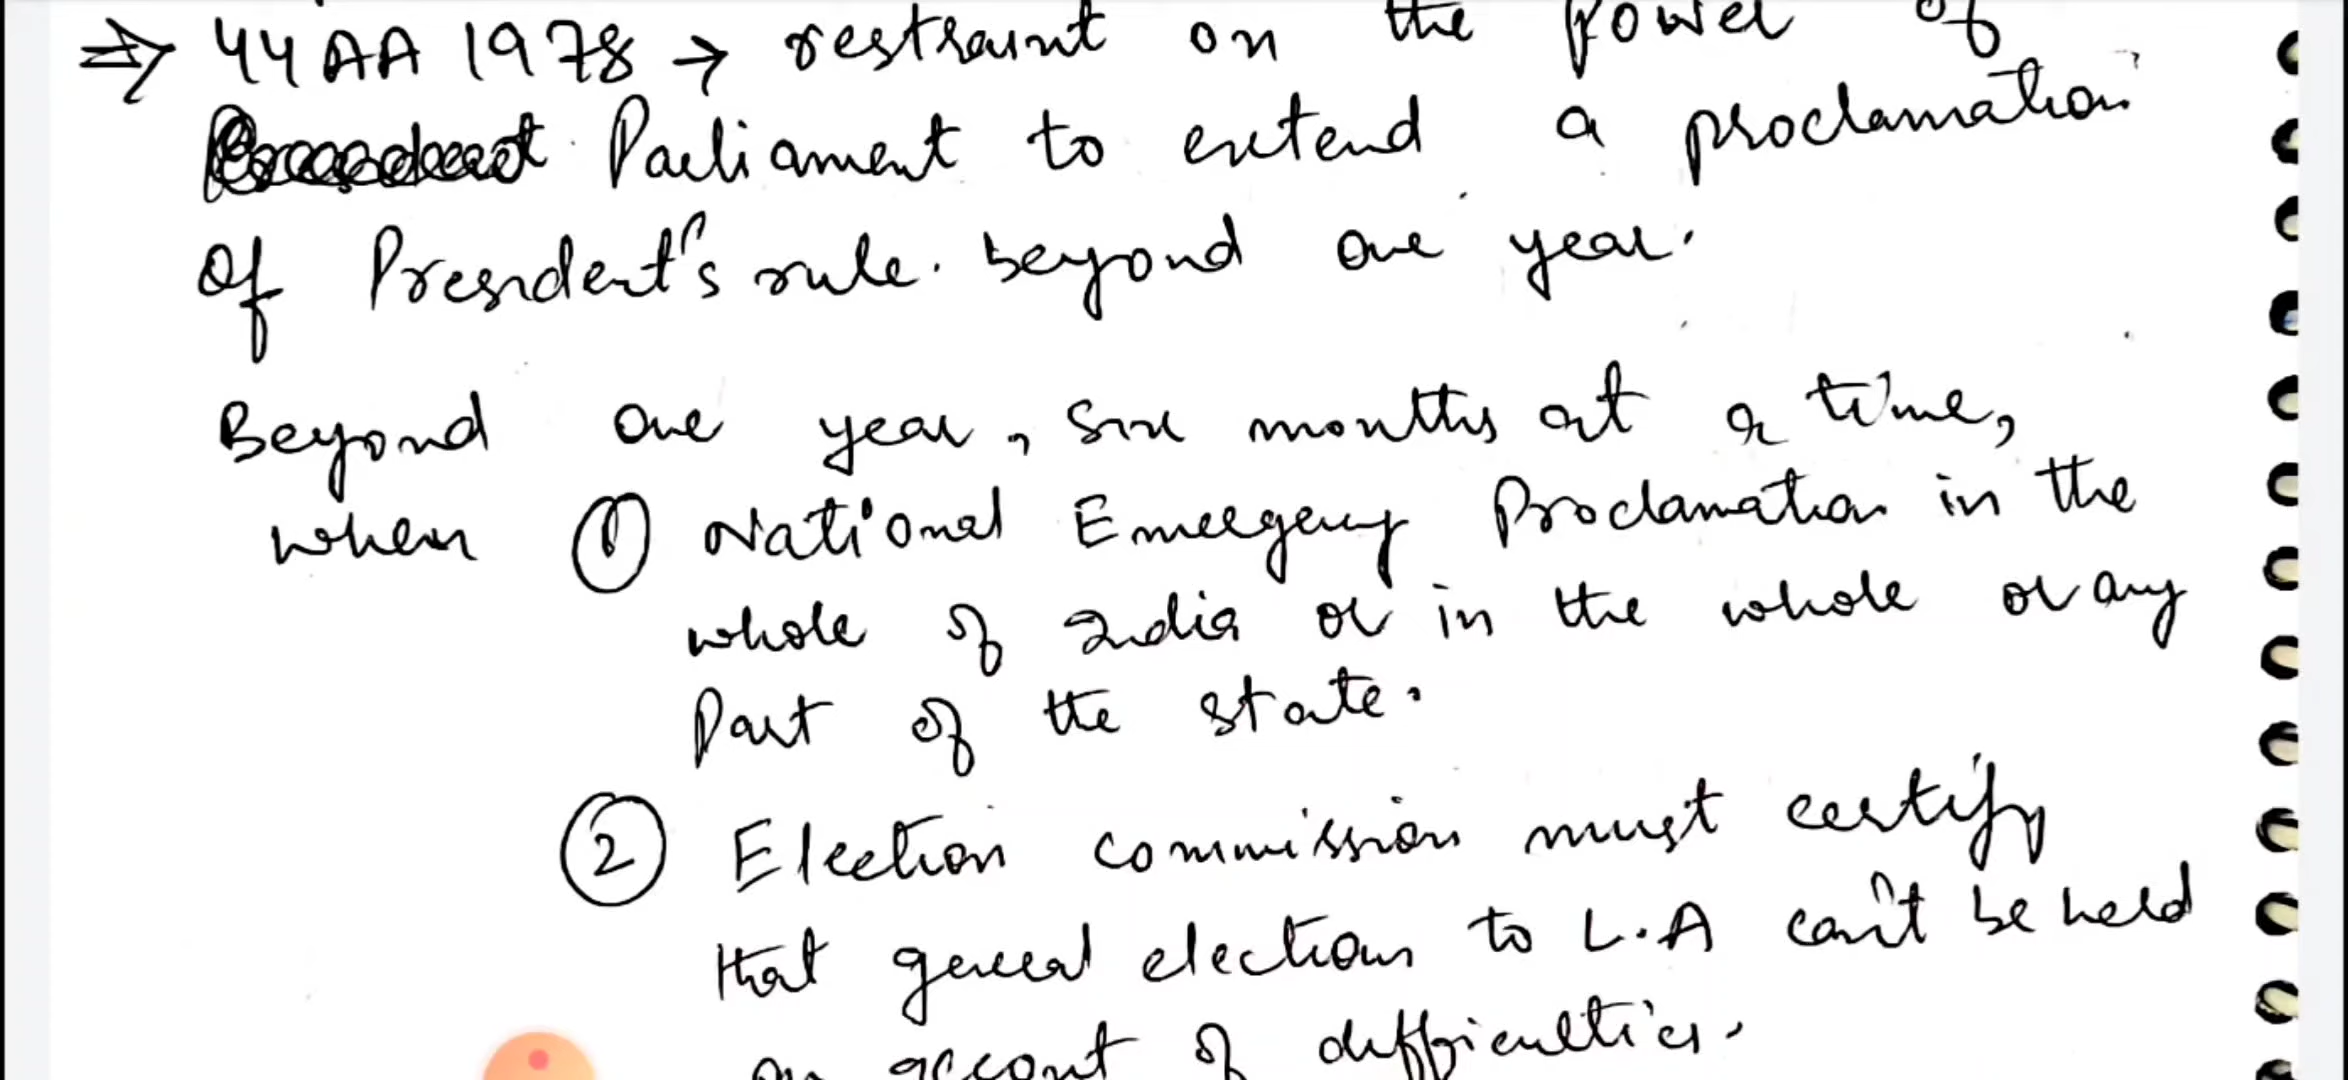 ⇒ 44 AA 1978 → restraint on the power of
Parliament to extend a proclamation
of President's rule. beyond one year.
Beyond one year, six months at a time,
when ① National Emergency Proclamation in the
whole of India or in the whole or any
Part of the state.
② Election commission must certify
that general elections to L.A can't be held
on account of difficulties.